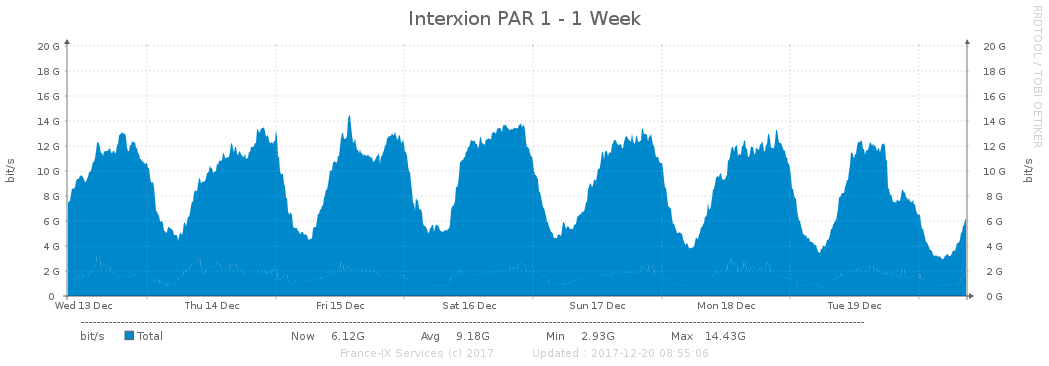 Interxion PAR 1 - 1 Week
RRDTOOL / TOBI OETIKER
20 G 20 G
18 G 18 G
16 G 16 G
14 G 14 G
12 G 12 G
10 G 10 G
8 G 8 G
6 G 6 G
4 G 4 G
2 G 2 G
0 0 G
bit/s
bit/s
Wed 13 Dec Thu 14 Dec Fri 15 Dec Sat 16 Dec Sun 17 Dec Mon 18 Dec Tue 19 Dec
bit/s Total Now 6.12G Avg 9.18G Min 2.93G Max 14.43G
France-IX Services (c) 2017 Updated : 2017-12-20 08:55:06